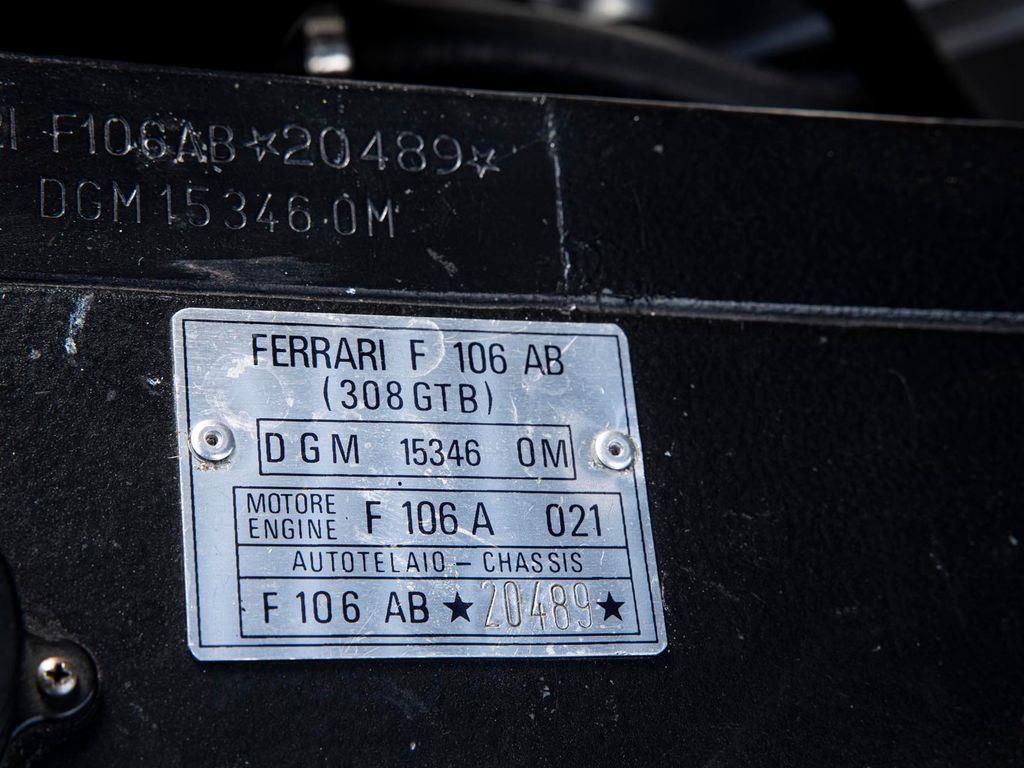 RI F106AB★20489★
DGM 15346 OM
FERRARI F 106 AB
(308 GTB)
DGM 15346 OM
MOTORE
ENGINE F 106 A 021
AUTOTELAIO - CHASSIS
F 106 AB ★ 20489 ★